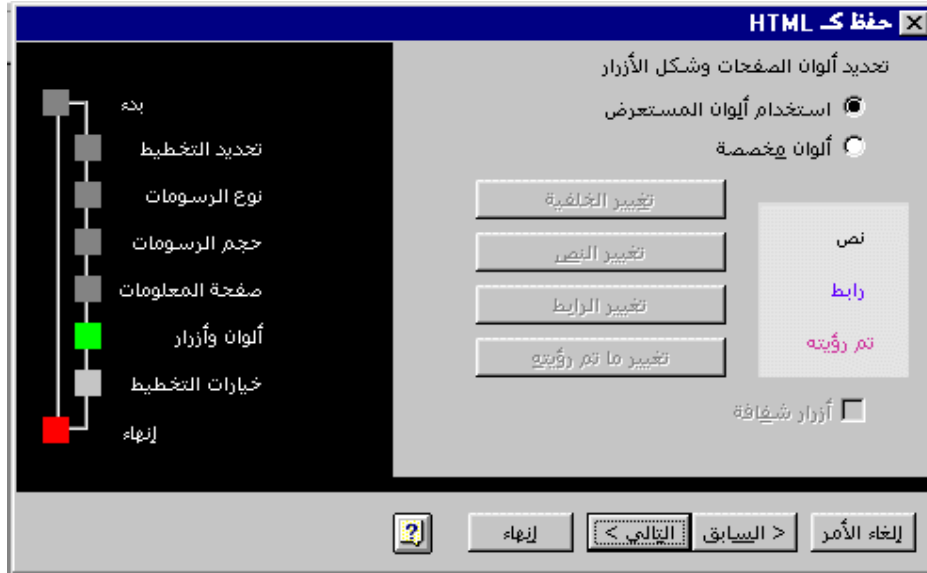 حفظ كـ HTML
تحديد ألوان الصفحات وشكل الأزرار
استخدام ألوان المستعرض
ألوان مخصصة
تغيير الخلفية
تغيير النص
تغيير الرابط
تغيير ما تم رؤيته
نص
رابط
تم رؤيته
أزرار شفافة
بدء
تحديد التخطيط
نوع الرسومات
حجم الرسومات
صفحة المعلومات
ألوان وأزرار
خيارات التخطيط
إنهاء
إلغاء الأمر
< السابق
التالي >
إنهاء
?